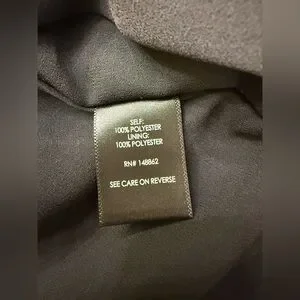 SELF:
100% POLYESTER
LINING:
100% POLYESTER
RN# 148862
SEE CARE ON REVERSE